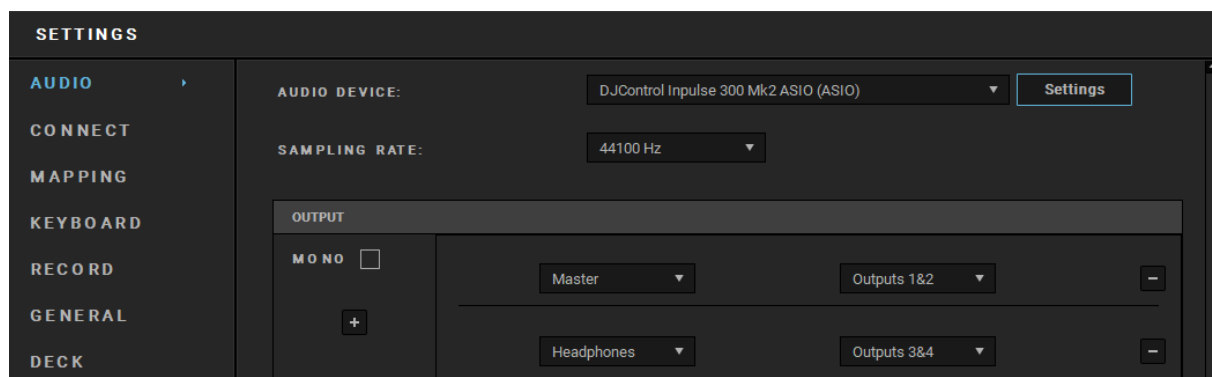 SETTINGS
AUDIO
CONNECT
MAPPING
KEYBOARD
RECORD
GENERAL
DECK
AUDIO DEVICE: DJControl Inpulse 300 Mk2 ASIO (ASIO) Settings
SAMPLING RATE: 44100 Hz
OUTPUT
MONO
+
Master Outputs 1&2 −
Headphones Outputs 3&4 −